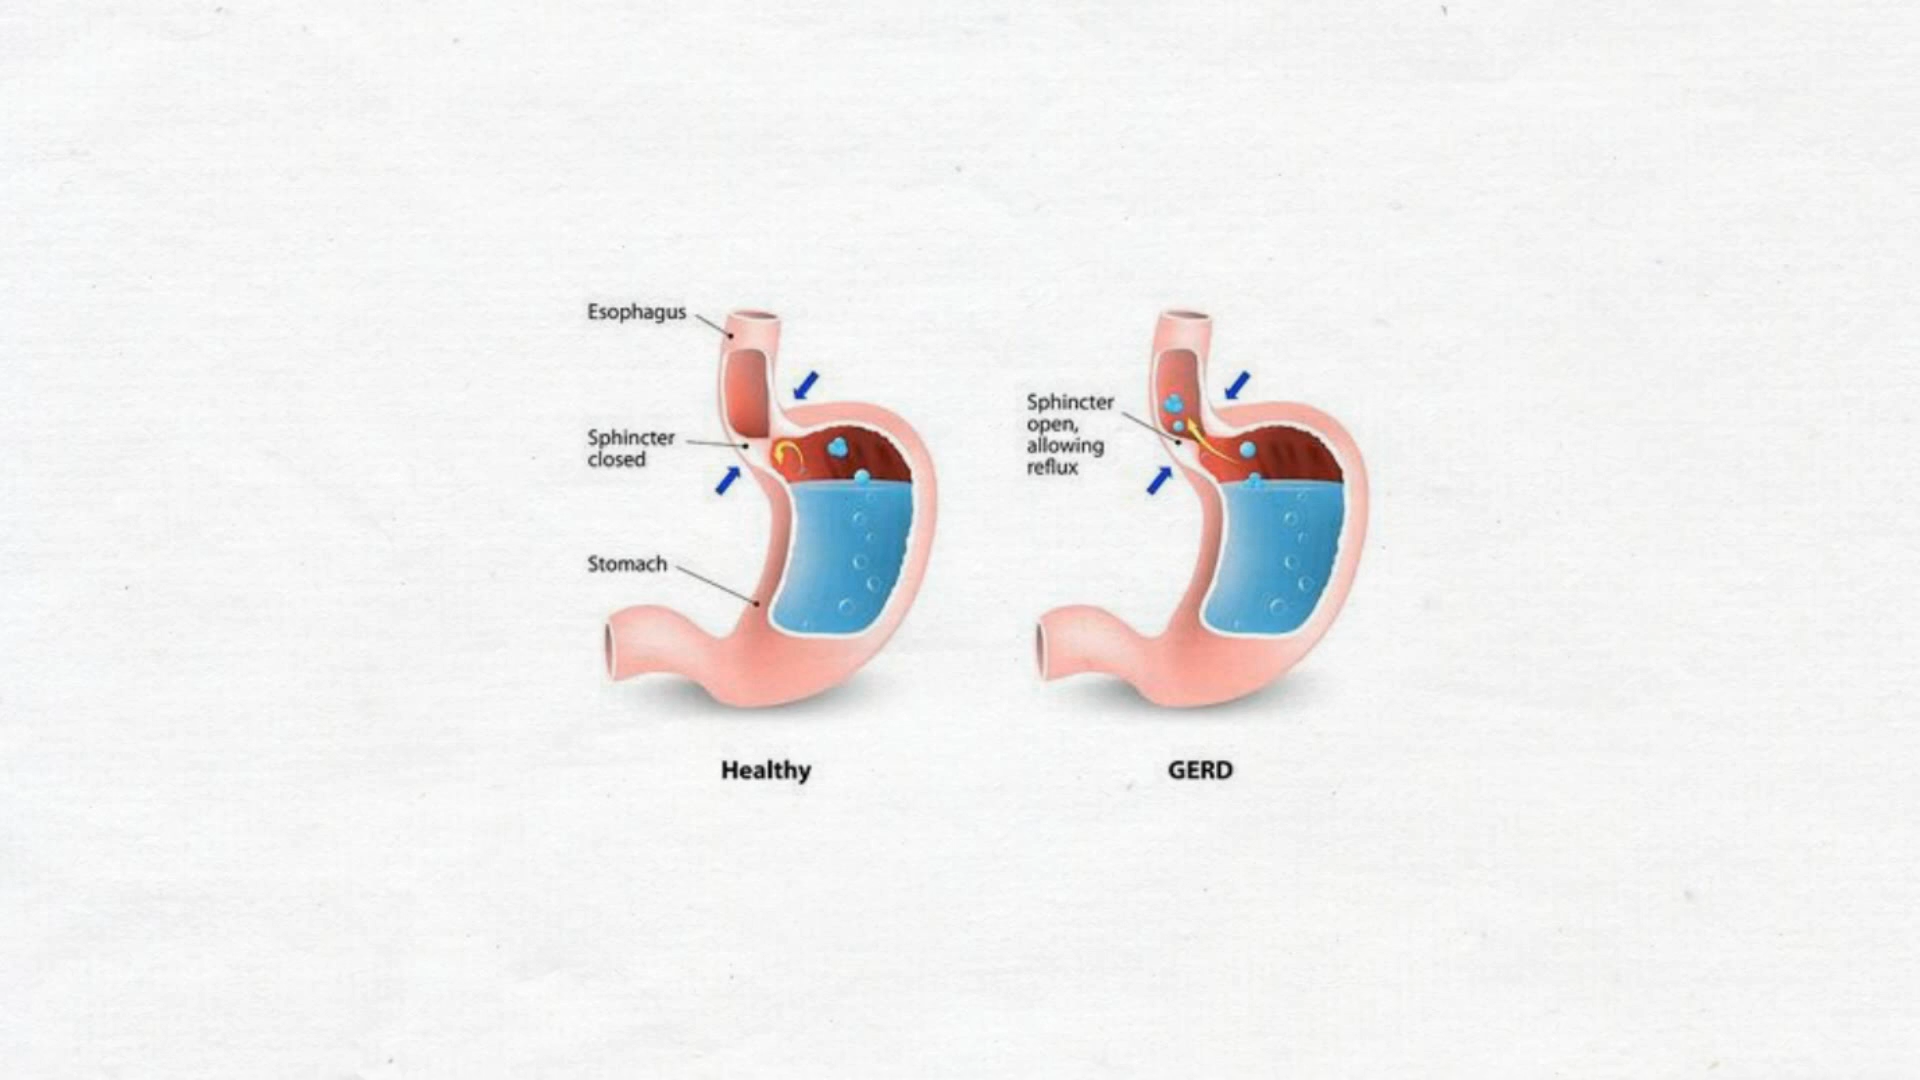 Esophagus
Sphincter
closed
Stomach
Healthy
Sphincter
open,
allowing
reflux
GERD